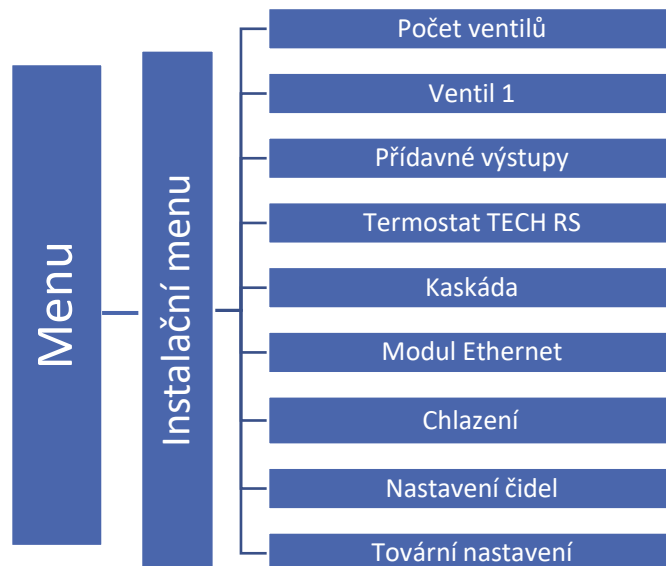 Menu
Instalační menu
Počet ventilů
Ventil 1
Přídavné výstupy
Termostat TECH RS
Kaskáda
Modul Ethernet
Chlazení
Nastavení čidel
Tovární nastavení